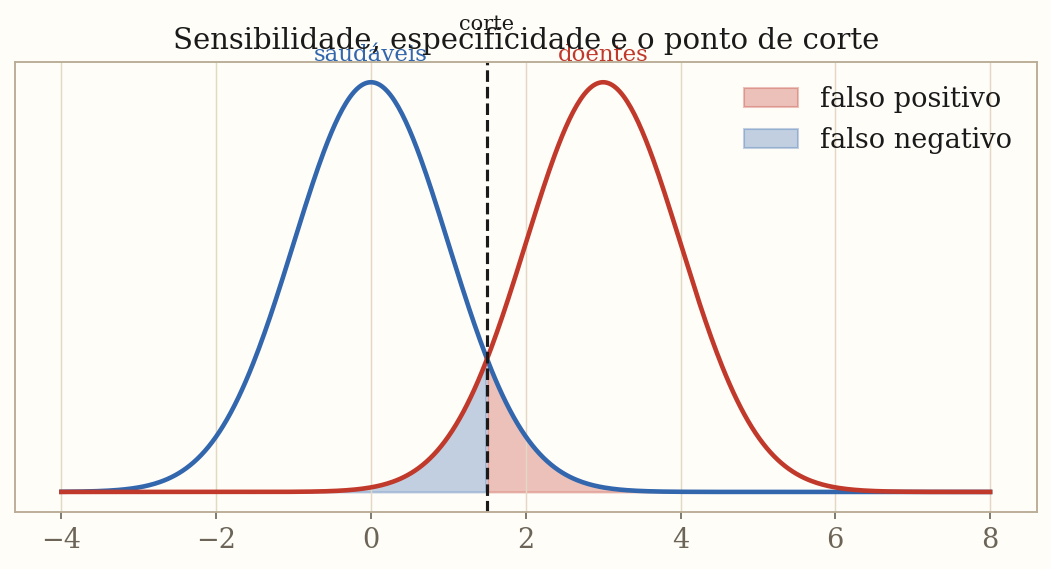 corte
Sensibilidade, especificidade e o ponto de corte
saudáveis
doentes
falso positivo
falso negativo
−4
−2
0
2
4
6
8